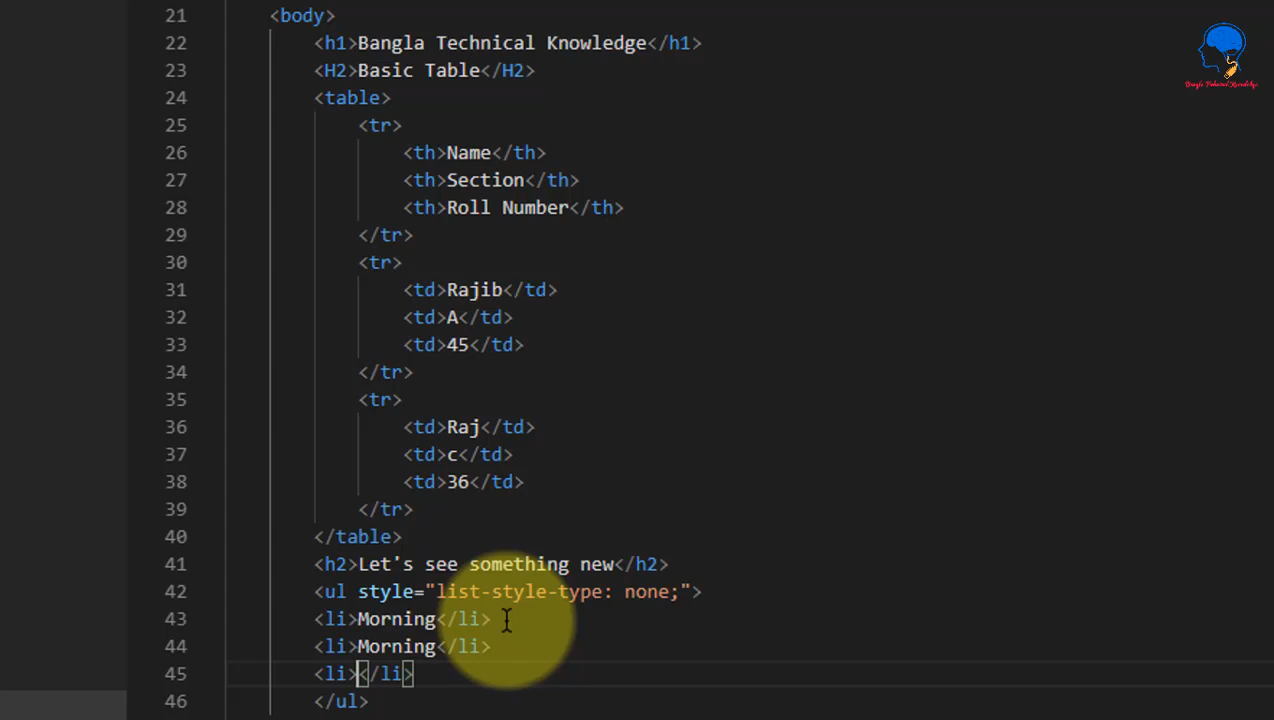 21 <body>
22 <h1>Bangla Technical Knowledge</h1>
23 <H2>Basic Table</H2>
24 <table>
25 <tr>
26 <th>Name</th>
27 <th>Section</th>
28 <th>Roll Number</th>
29 </tr>
30 <tr>
31 <td>Rajib</td>
32 <td>A</td>
33 <td>45</td>
34 </tr>
35 <tr>
36 <td>Raj</td>
37 <td>c</td>
38 <td>36</td>
39 </tr>
40 </table>
41 <h2>Let's see something new</h2>
42 <ul style="list-style-type: none;">
43 <li>Morning</li>
44 <li>Morning</li>
45 <li></li>
46 </ul>
Bangla Technical Knowledge